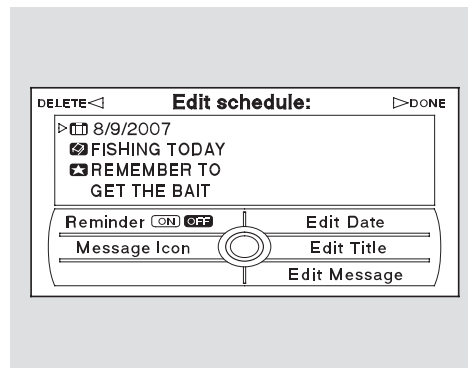 DELETE Edit schedule: DONE
8/9/2007
FISHING TODAY
REMEMBER TO
GET THE BAIT
Reminder ON OFF Edit Date
Message Icon Edit Title
Edit Message